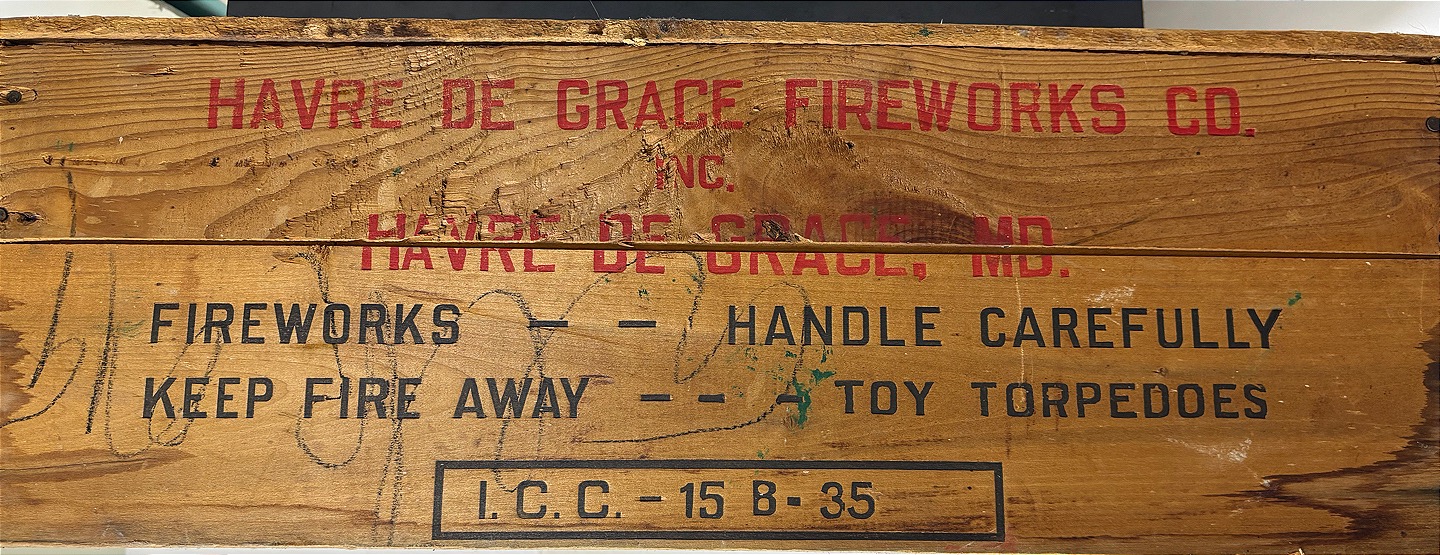 HAVRE DE GRACE FIREWORKS CO.
INC.
HAVRE DE GRACE, MD.
FIREWORKS - - HANDLE CAREFULLY
KEEP FIRE AWAY - - - TOY TORPEDOES
I.C.C. - 15 B - 35